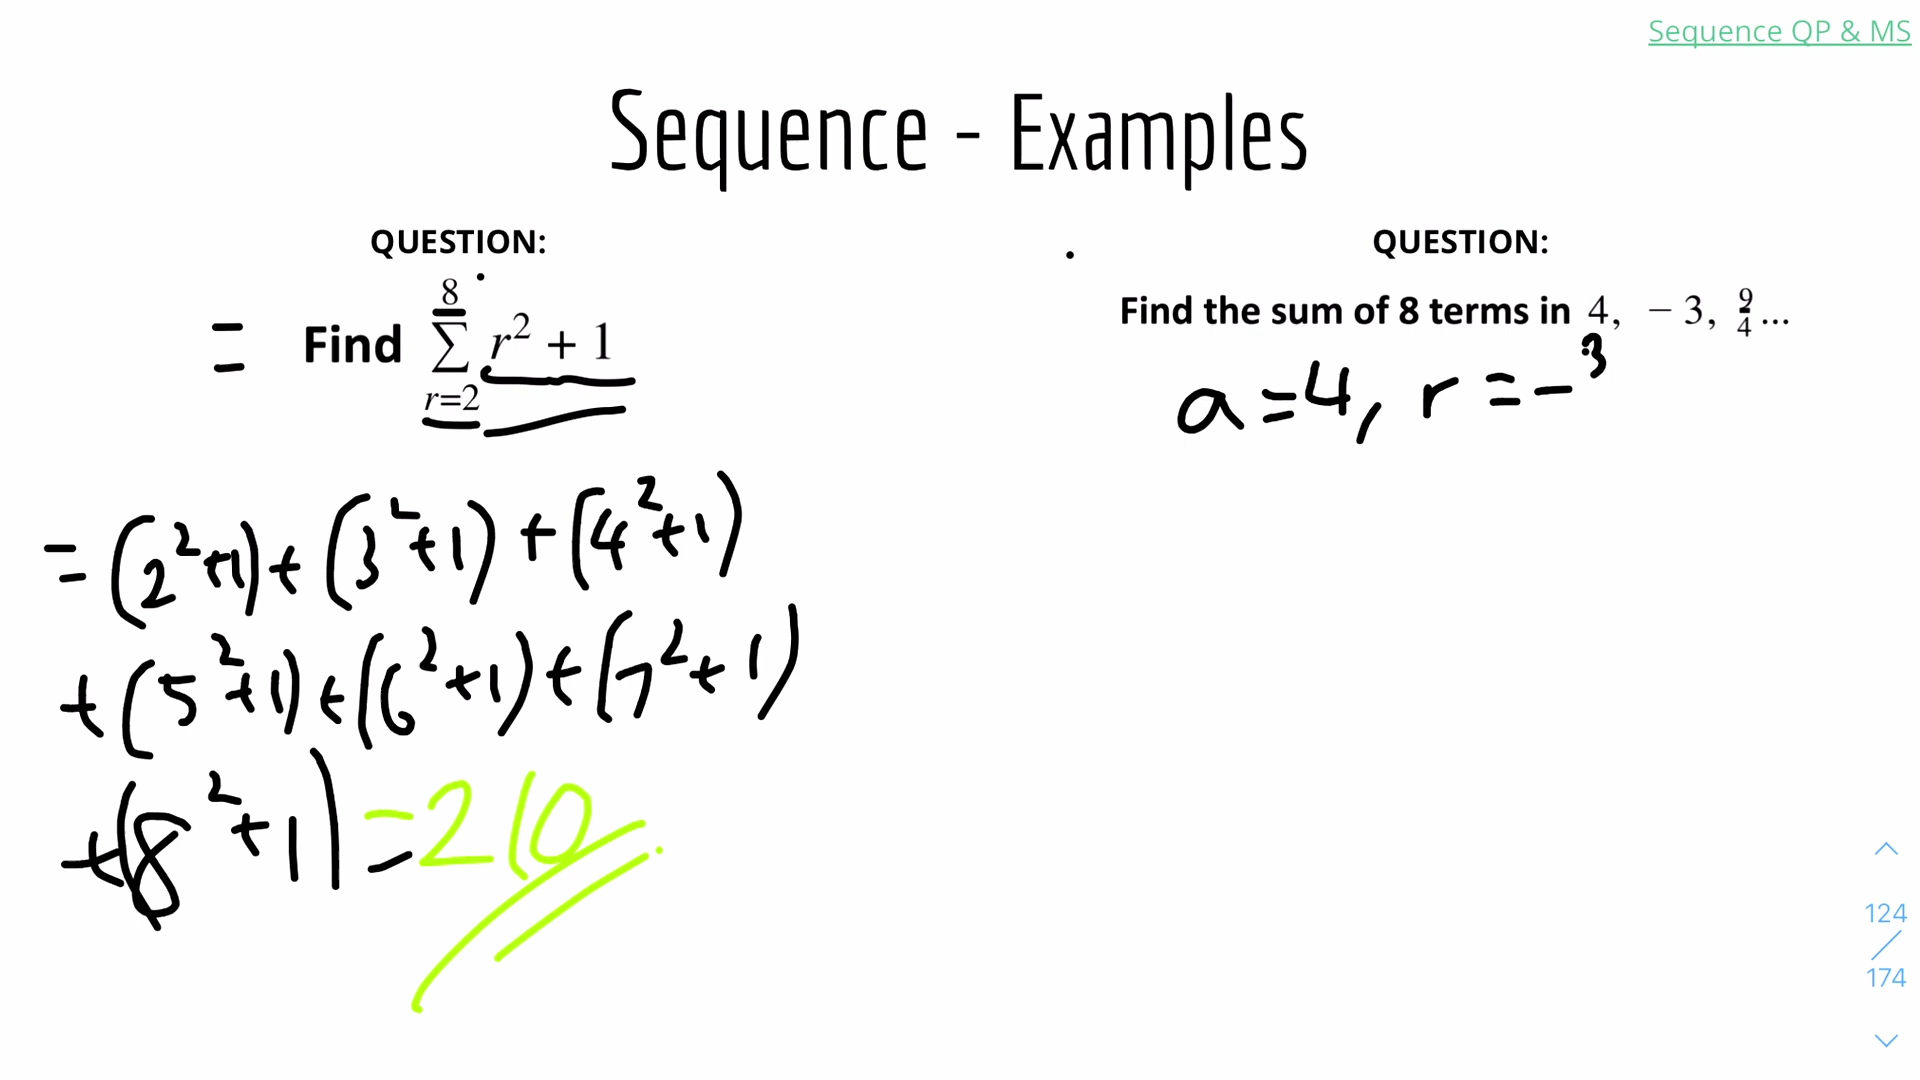 Sequence QP & MS
Sequence - Examples
QUESTION:
= Find \sum_{r=2}^{8} r² + 1
= (2²+1) + (3²+1) + (4²+1)
+ (5²+1) + (6²+1) + (7²+1)
+ (8²+1) = 210
QUESTION:
Find the sum of 8 terms in 4, − 3, 9/4 ...
a = 4, r = − 3
124
/
174